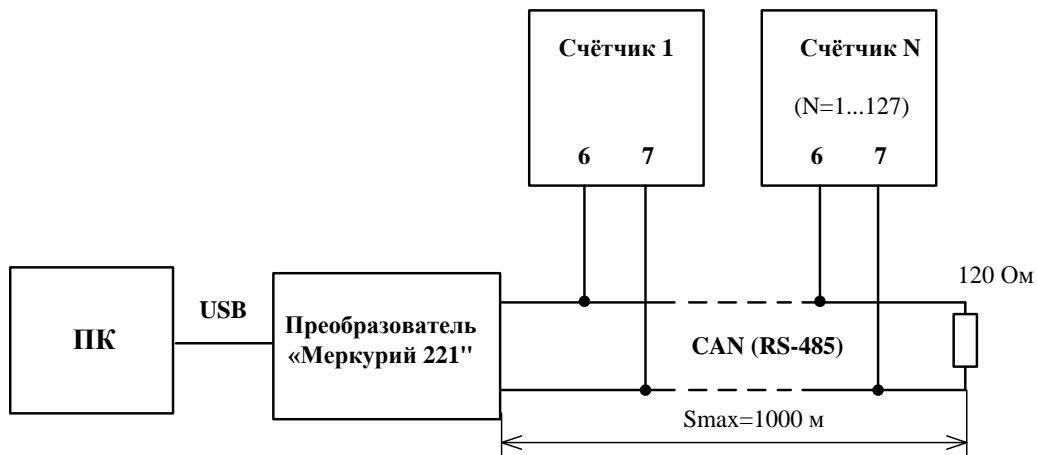 Счётчик 1
Счётчик N
(N=1...127)
6 7
6 7
120 Ом
USB
ПК
Преобразователь
«Меркурий 221"
CAN (RS-485)
Smax=1000 м